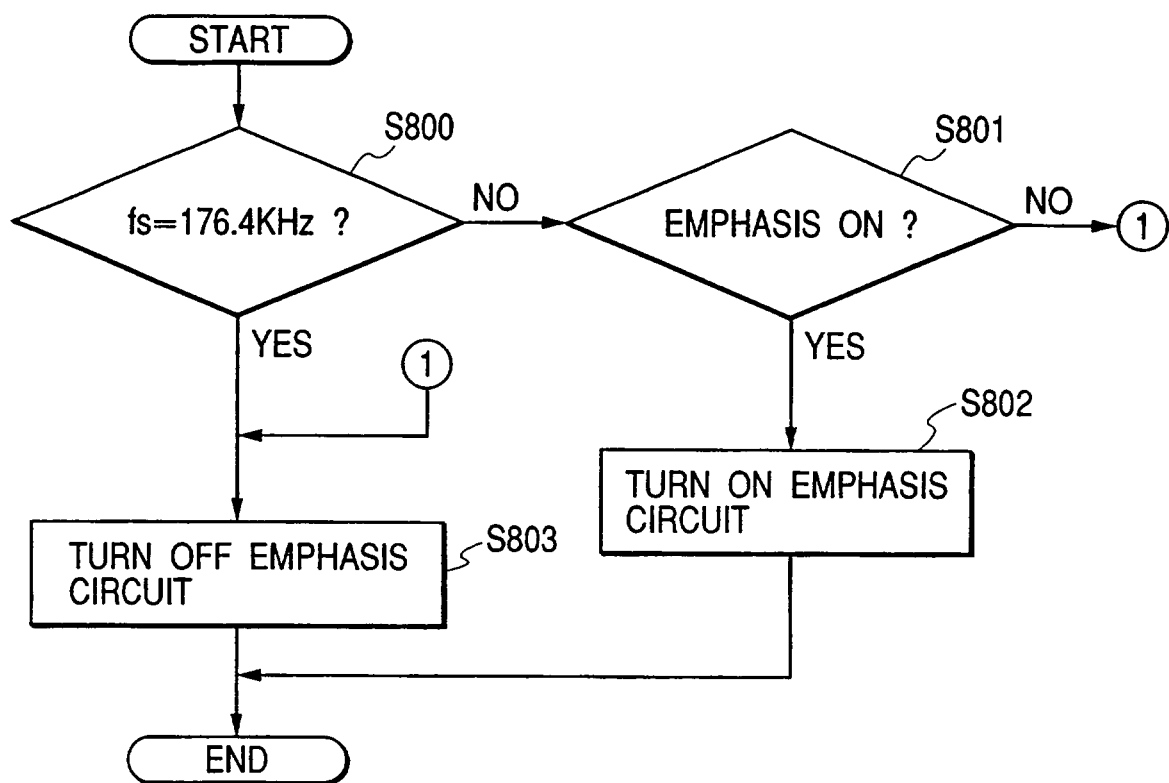 START
S800
fs=176.4KHz ?
NO
S801
EMPHASIS ON ?
NO
1
YES
1
YES
S802
TURN ON EMPHASIS
CIRCUIT
S803
TURN OFF EMPHASIS
CIRCUIT
END